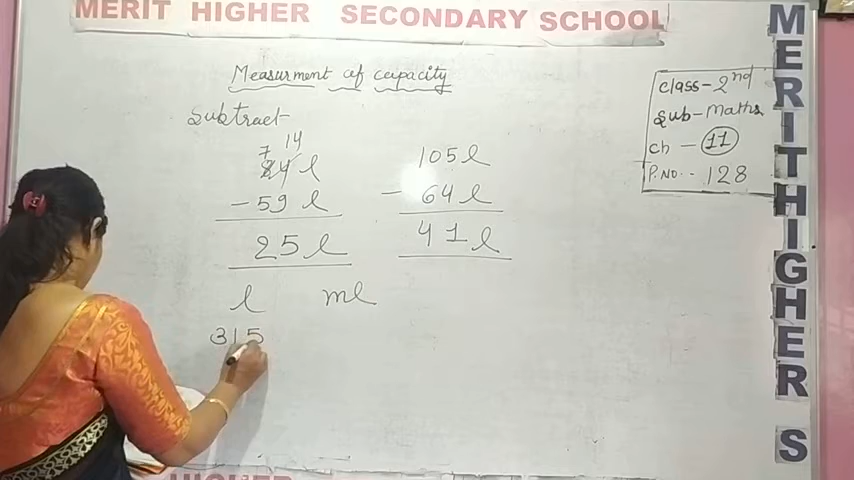 MERIT HIGHER SECONDARY SCHOOL
MERIT HIGHER S
Measurment of capacity
Class-2nd
Sub-Maths
Ch - 11
P.NO.- 128
Subtract-
7 14
84 l
- 59 l
25 l
105 l
- 64 l
41 l
l ml
315
HIGHER